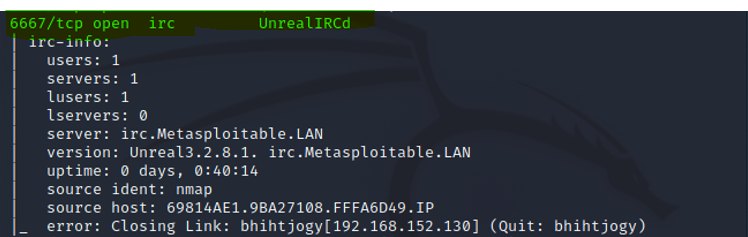 6667/tcp open  irc         UnrealIRCd
| irc-info:
|   users: 1
|   servers: 1
|   lusers: 1
|   lservers: 0
|   server: irc.Metasploitable.LAN
|   version: Unreal3.2.8.1. irc.Metasploitable.LAN
|   uptime: 0 days, 0:40:14
|   source ident: nmap
|   source host: 69814AE1.9BA27108.FFFA6D49.IP
|_  error: Closing Link: bhihtjogy[192.168.152.130] (Quit: bhihtjogy)